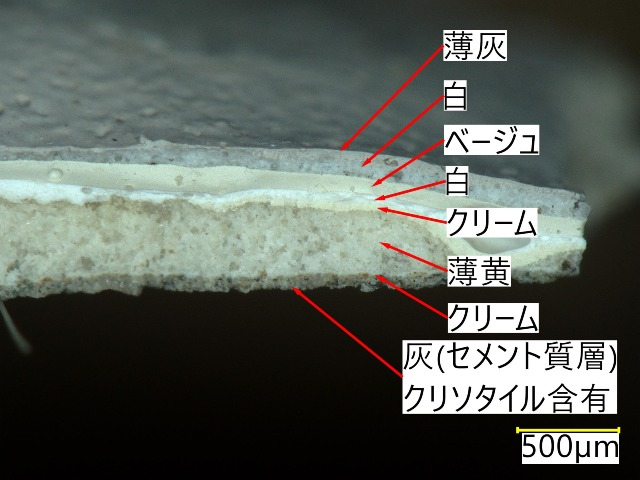 薄灰
白
ベージュ
白
クリーム
薄黄
クリーム
灰(セメント質層)
クリソタイル含有
500μm